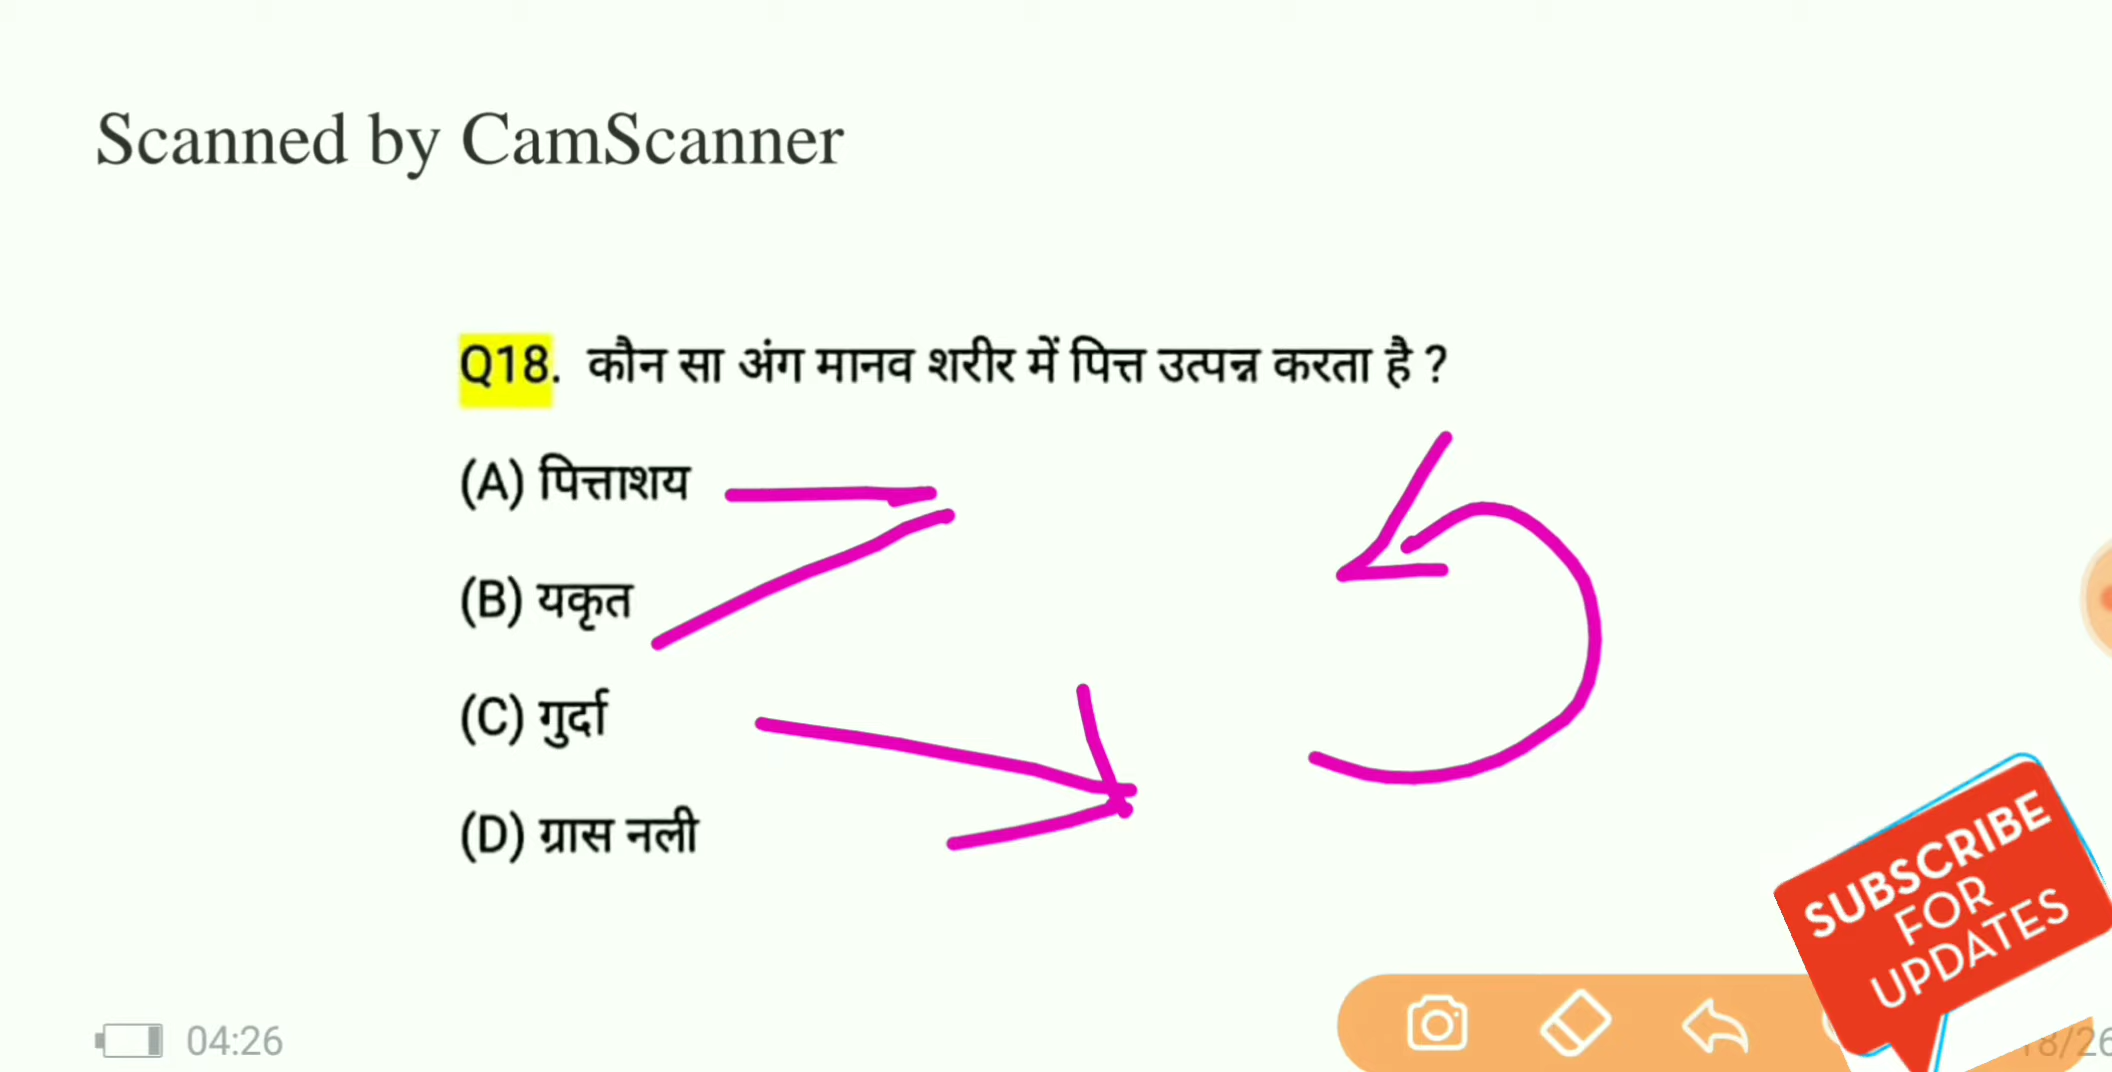 Scanned by CamScanner
Q18. कौन सा अंग मानव शरीर में पित्त उत्पन्न करता है ?
(A) पित्ताशय
(B) यकृत
(C) गुर्दा
(D) ग्रास नली
SUBSCRIBE
FOR
UPDATES
04:26